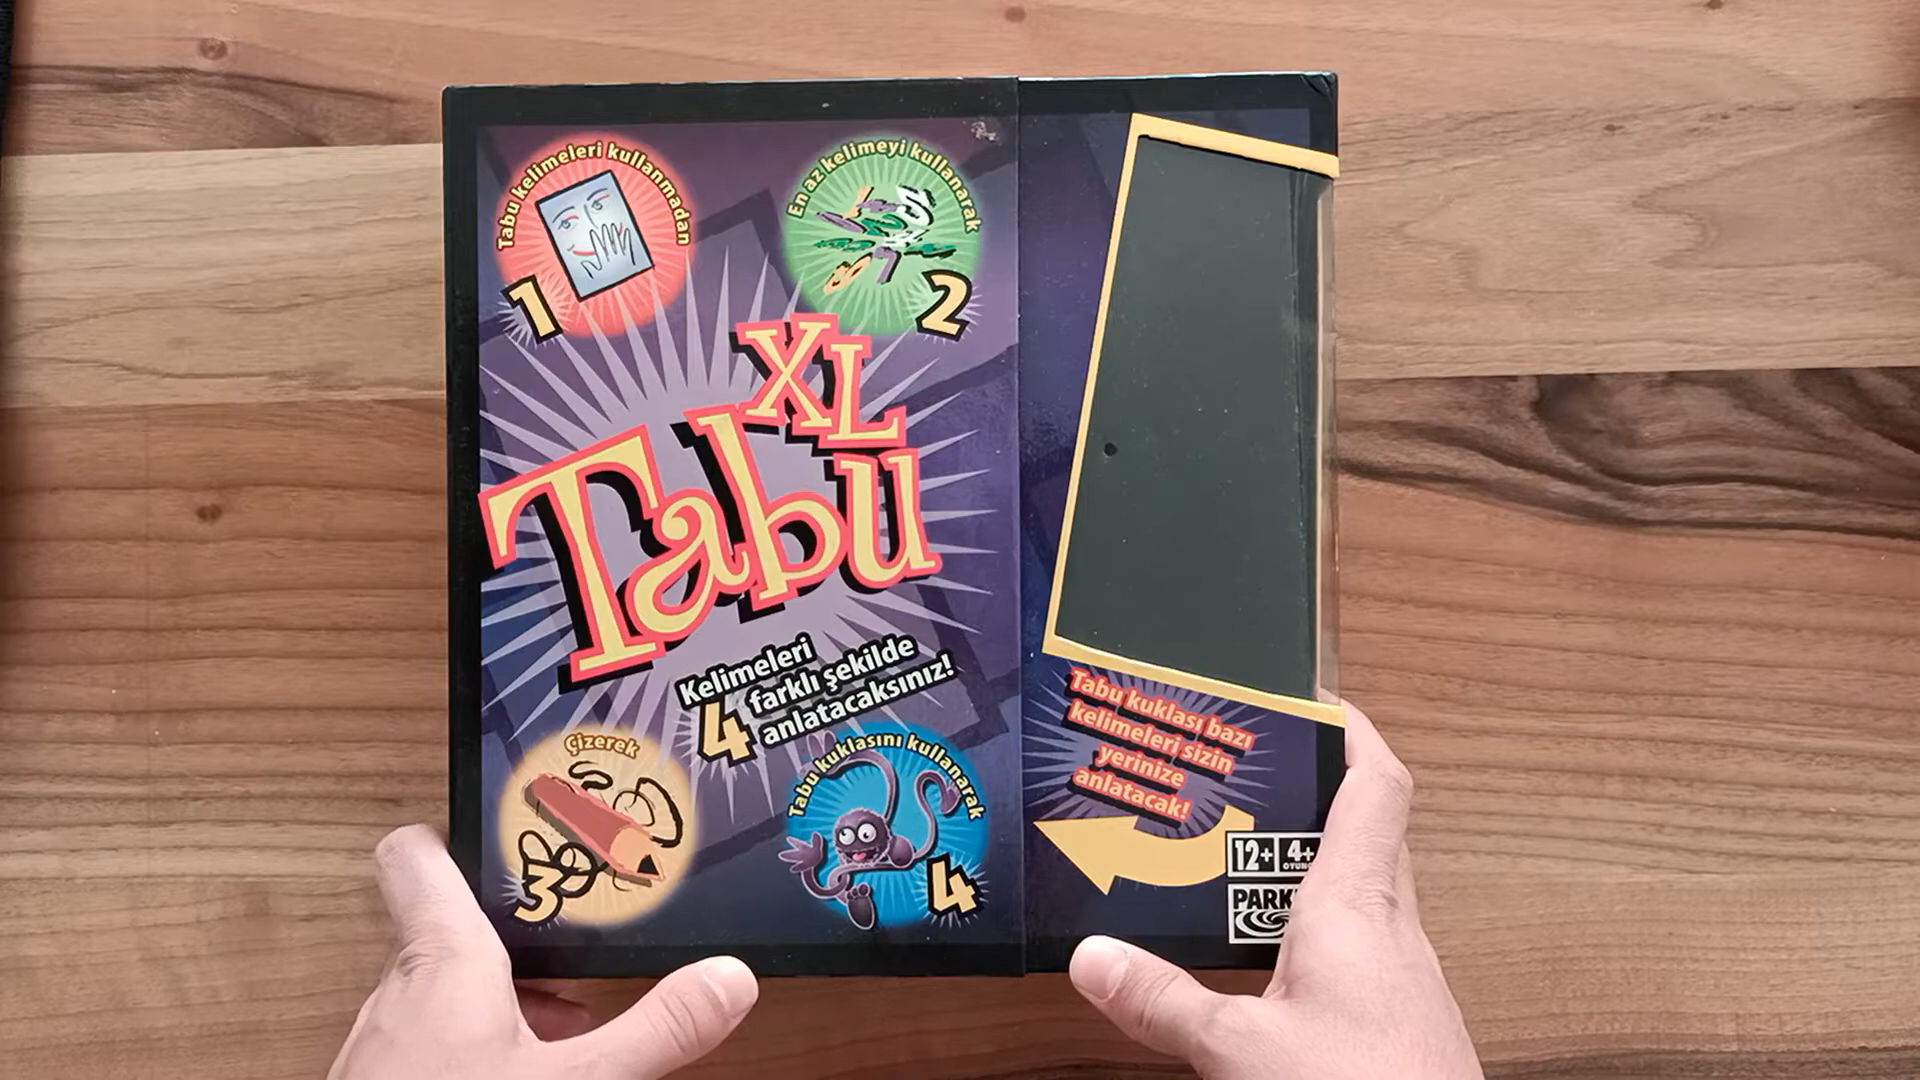 Tabu kelimeleri kullanmadan
1
En az kelimeyi kullanarak
2
XL
Tabu
Kelimeleri
4 farklı şekilde
anlatacaksınız!
Çizerek
3
Tabu kuklasını kullanarak
4
Tabu kuklası bazı
kelimeleri sizin
yerinize
anlatacak!
12+ 4+